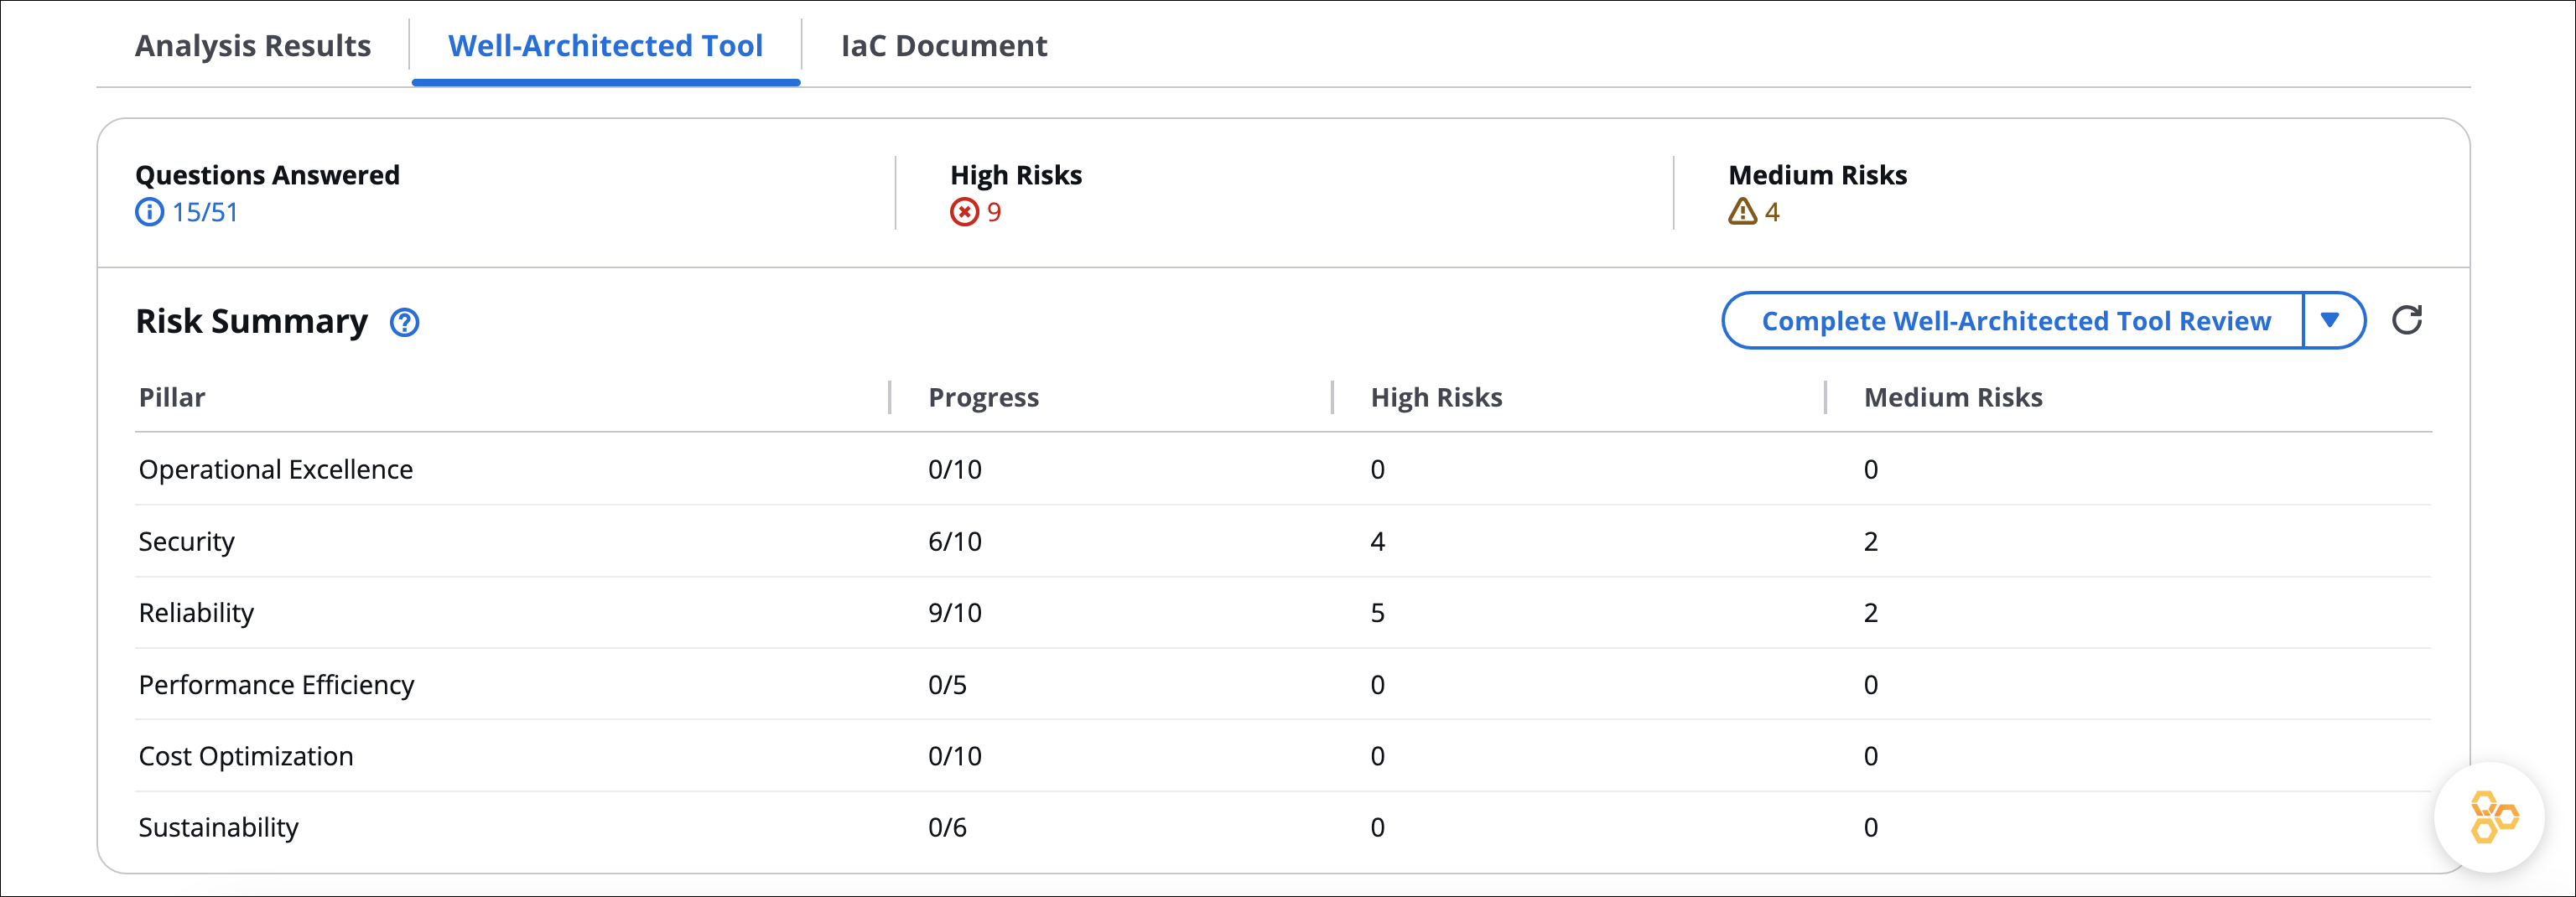 Analysis Results Well-Architected Tool IaC Document
Questions Answered High Risks Medium Risks
15/51 9 4
Risk Summary Complete Well-Architected Tool Review
Pillar Progress High Risks Medium Risks
Operational Excellence 0/10 0 0
Security 6/10 4 2
Reliability 9/10 5 2
Performance Efficiency 0/5 0 0
Cost Optimization 0/10 0 0
Sustainability 0/6 0 0